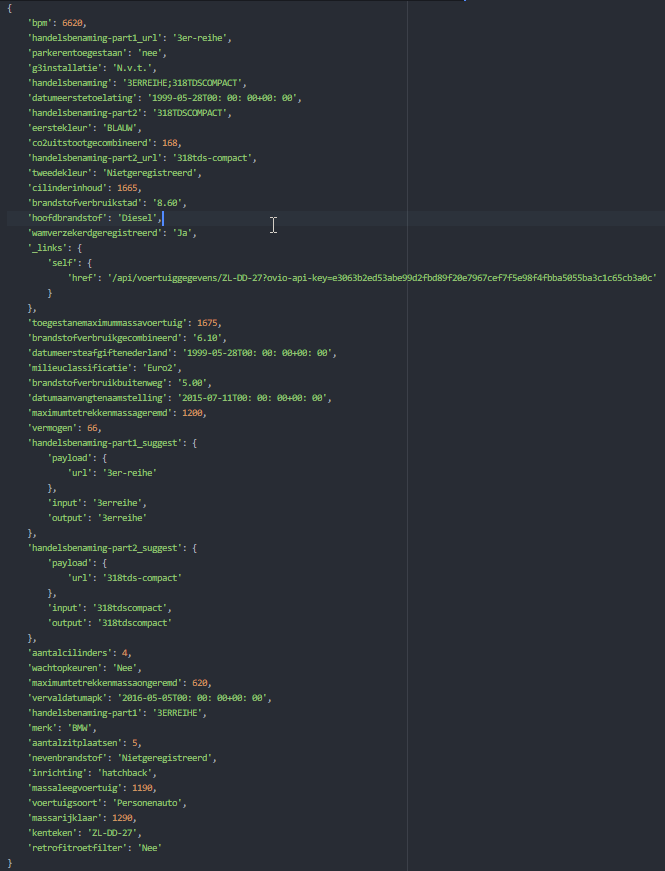 {
'bpm': 6620,
'handelsbenaming-part1_url': '3er-reihe',
'parkerentoegestaan': 'nee',
'g3installatie': 'N.v.t.',
'handelsbenaming': '3ERREIHE;318TDSCOMPACT',
'datumeerstetoelating': '1999-05-28T00: 00: 00+00: 00',
'handelsbenaming-part2': '318TDSCOMPACT',
'eerstekleur': 'BLAUW',
'co2uitstootgecombineerd': 168,
'handelsbenaming-part2_url': '318tds-compact',
'tweedekleur': 'Nietgeregistreerd',
'cilinderinhoud': 1665,
'brandstofverbruikstad': '8.60',
'hoofdbrandstof': 'Diesel',
'wamverzekerdgeregistreerd': 'Ja',
'_links': {
'self': {
'href': '/api/voertuiggegevens/ZL-DD-27?ovio-api-key=e3063b2ed53abe99d2fbd89f20e7967cef7f5e98f4fbba5055ba3c1c65cb3a0c'
}
},
'toegestanemaximummassavoertuig': 1675,
'brandstofverbruikgecombineerd': '6.10',
'datumeersteafgiftenederland': '1999-05-28T00: 00: 00+00: 00',
'milieuclassificatie': 'Euro2',
'brandstofverbruikbuitenweg': '5.00',
'datumaanvangtenaamstelling': '2015-07-11T00: 00: 00+00: 00',
'maximumtetrekkenmassageremd': 1200,
'vermogen': 66,
'handelsbenaming-part1_suggest': {
'payload': {
'url': '3er-reihe'
},
'input': '3erreihe',
'output': '3erreihe'
},
'handelsbenaming-part2_suggest': {
'payload': {
'url': '318tds-compact'
},
'input': '318tdscompact',
'output': '318tdscompact'
},
'aantalcilinders': 4,
'wachtopkeuren': 'Nee',
'maximumtetrekkenmassaongeremd': 620,
'vervaldatumapk': '2016-05-05T00: 00: 00+00: 00',
'handelsbenaming-part1': '3ERREIHE',
'merk': 'BMW',
'aantalzitplaatsen': 5,
'nevenbrandstof': 'Nietgeregistreerd',
'inrichting': 'hatchback',
'massaleegvoertuig': 1190,
'voertuigsoort': 'Personenauto',
'massarijklaar': 1290,
'kenteken': 'ZL-DD-27',
'retrofitroetfilter': 'Nee'
}